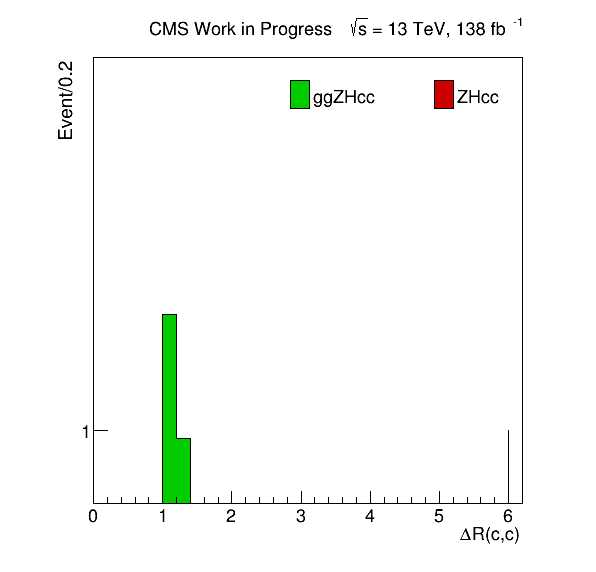 CMS Work in Progress √s = 13 TeV, 138 fb⁻¹
Event/0.2
ggZHcc ZHcc
1
0 1 2 3 4 5 6
ΔR(c,c)